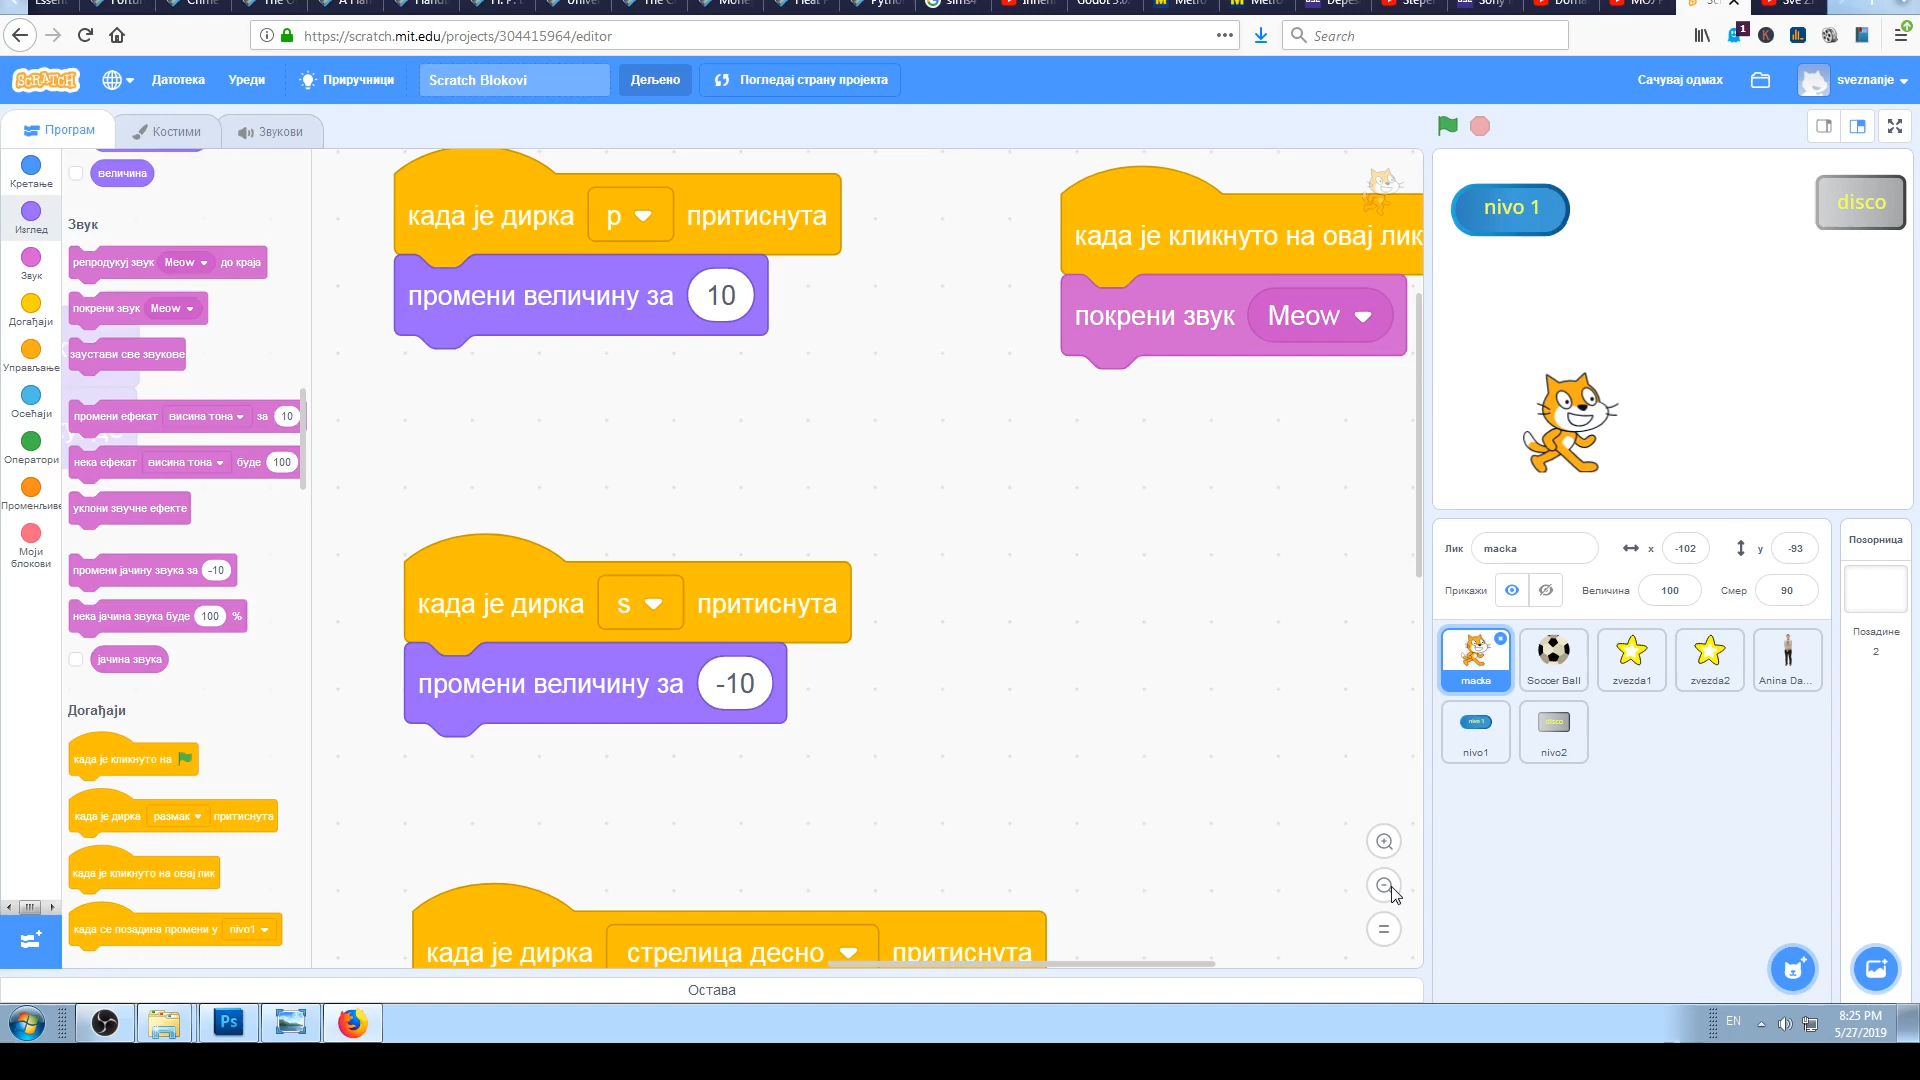 https://scratch.mit.edu/projects/304415964/editor
Search
1
SCRATCH
Датотека
Уреди
Приручници
Scratch Blokovi
Дељено
Погледај страну пројекта
Сачувај одмах
sveznanje
Програм
Костими
Звукови
Кретање
Изглед
Звук
Догађаји
Управљање
Осећаји
Оператори
Променљиве
Моји блокови
величина
Звук
репродукуј звук Meow до краја
покрени звук Meow
заустави све звукове
промени ефекат висина тона за 10
нека ефекат висина тона буде 100
уклони звучне ефекте
промени јачину звука за -10
нека јачина звука буде 100 %
јачина звука
Догађаји
када је кликнуто на
када је дирка размак притиснута
када је кликнуто на овај лик
када се позадина промени у nivo1
када је дирка p притиснута
промени величину за 10
када је кликнуто на овај лик
покрени звук Meow
када је дирка s притиснута
промени величину за -10
када је дирка стрелица десно притиснута
Остава
nivo 1
disco
Лик macka x -102 y -93
Прикажи Величина 100 Смер 90
macka
Soccer Ball
zvezda1
zvezda2
Anina Da...
nivo 1
nivo1
disco
nivo2
Позорница
Позадине
2
Ps
EN
8:25 PM
5/27/2019